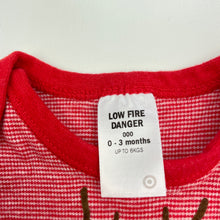 LOW FIRE
DANGER
000
0 - 3 months
UP TO 6KGS